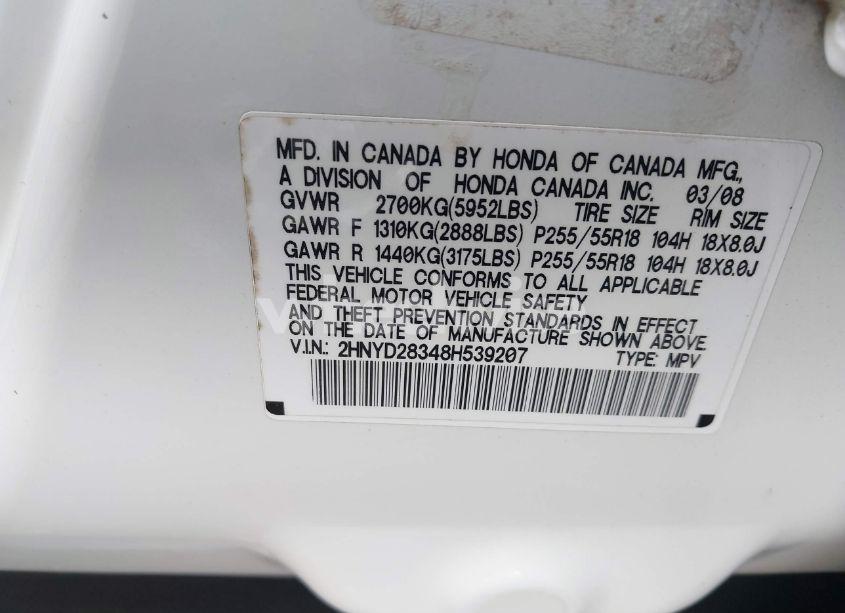 MFD. IN CANADA BY HONDA OF CANADA MFG.,
A DIVISION OF HONDA CANADA INC. 03/08
GVWR 2700KG(5952LBS) TIRE SIZE RIM SIZE
GAWR F 1310KG(2888LBS) P255/55R18 104H 18X8.0J
GAWR R 1440KG(3175LBS) P255/55R18 104H 18X8.0J
THIS VEHICLE CONFORMS TO ALL APPLICABLE
FEDERAL MOTOR VEHICLE SAFETY
AND THEFT PREVENTION STANDARDS IN EFFECT
ON THE DATE OF MANUFACTURE SHOWN ABOVE.
V.I.N.: 2HNYD28348H539207 TYPE: MPV